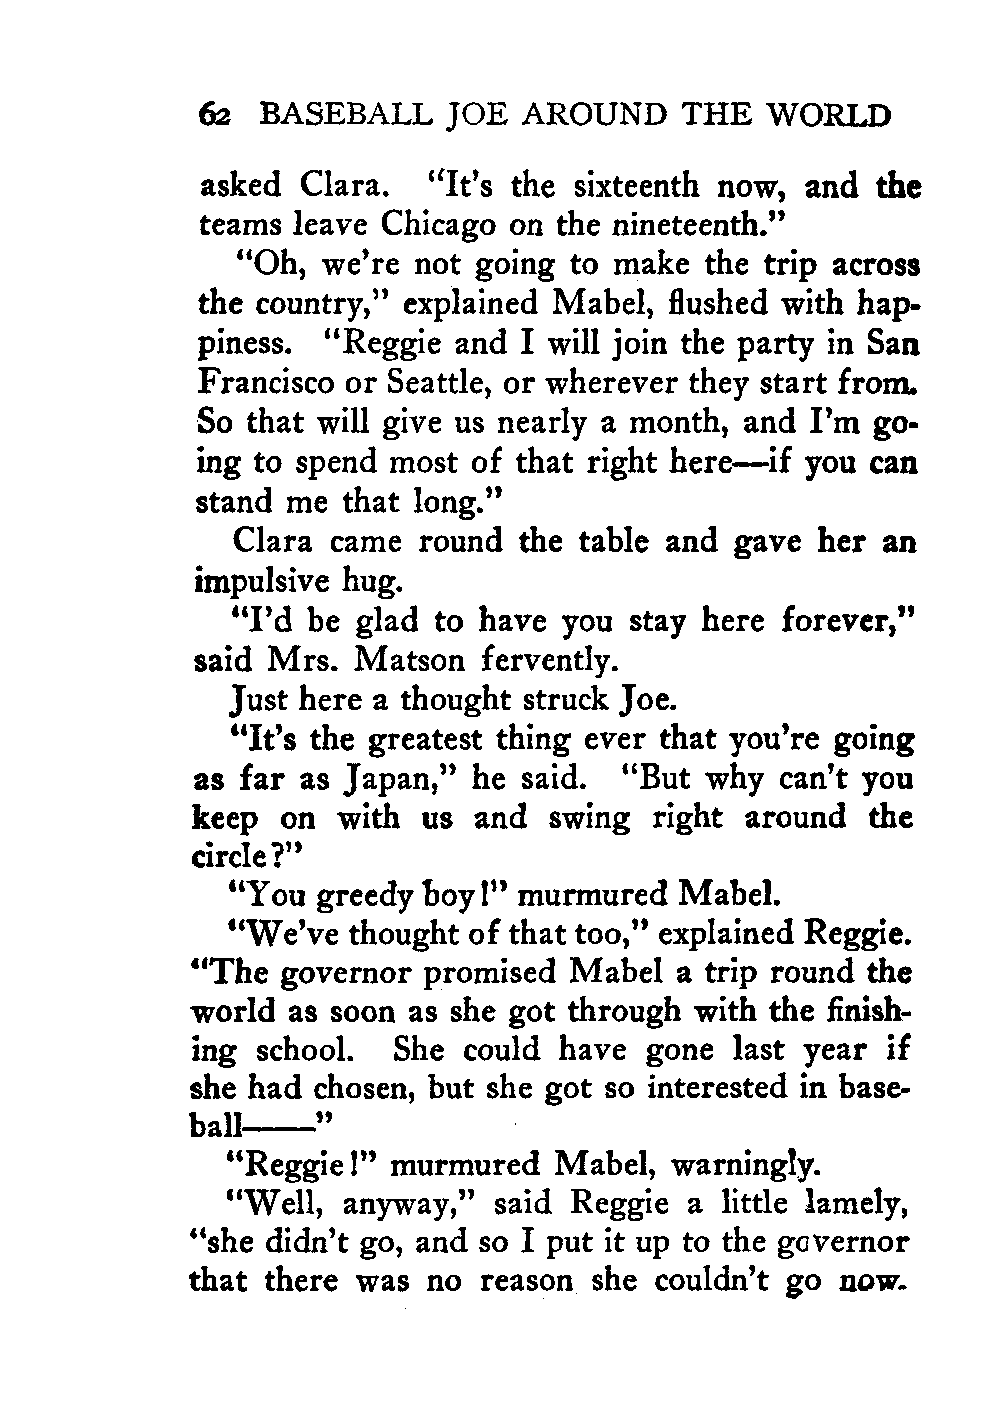 62 BASEBALL JOE AROUND THE WORLD
asked Clara. “It’s the sixteenth now, and the
teams leave Chicago on the nineteenth.”
“Oh, we’re not going to make the trip across
the country,” explained Mabel, flushed with hap-
piness. “Reggie and I will join the party in San
Francisco or Seattle, or wherever they start from.
So that will give us nearly a month, and I’m go-
ing to spend most of that right here—if you can
stand me that long.”
Clara came round the table and gave her an
impulsive hug.
“I’d be glad to have you stay here forever,”
said Mrs. Matson fervently.
Just here a thought struck Joe.
“It’s the greatest thing ever that you’re going
as far as Japan,” he said. “But why can’t you
keep on with us and swing right around the
circle?”
“You greedy boy!” murmured Mabel.
“We’ve thought of that too,” explained Reggie.
“The governor promised Mabel a trip round the
world as soon as she got through with the finish-
ing school. She could have gone last year if
she had chosen, but she got so interested in base-
ball——”
“Reggie!” murmured Mabel, warningly.
“Well, anyway,” said Reggie a little lamely,
“she didn’t go, and so I put it up to the governor
that there was no reason she couldn’t go now.